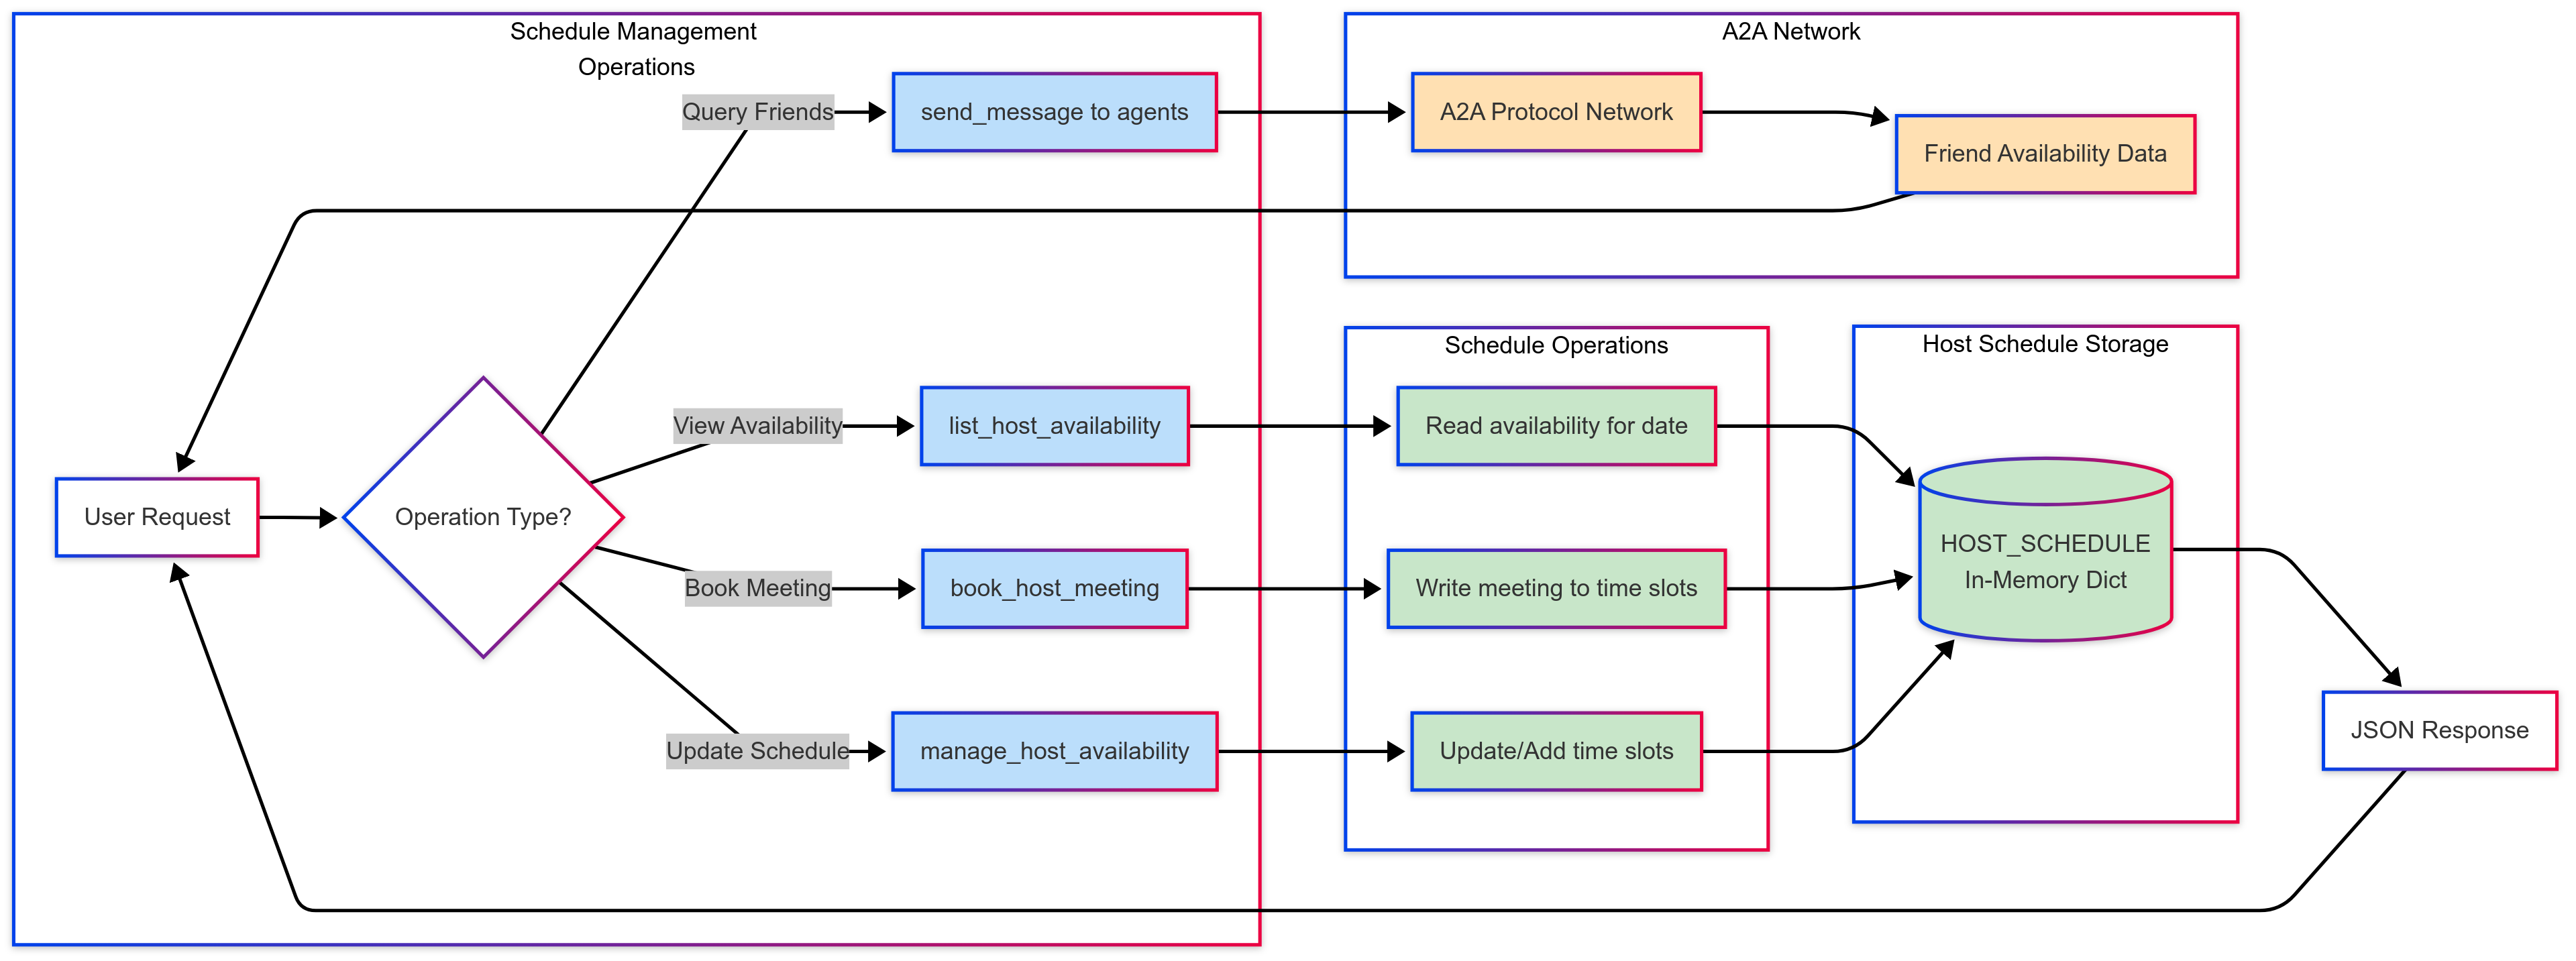 Schedule Management
Operations
Query Friends
send_message to agents
View Availability
list_host_availability
User Request
Operation Type?
Book Meeting
book_host_meeting
Update Schedule
manage_host_availability
A2A Network
A2A Protocol Network
Friend Availability Data
Schedule Operations
Read availability for date
Write meeting to time slots
Update/Add time slots
Host Schedule Storage
HOST_SCHEDULE
In-Memory Dict
JSON Response